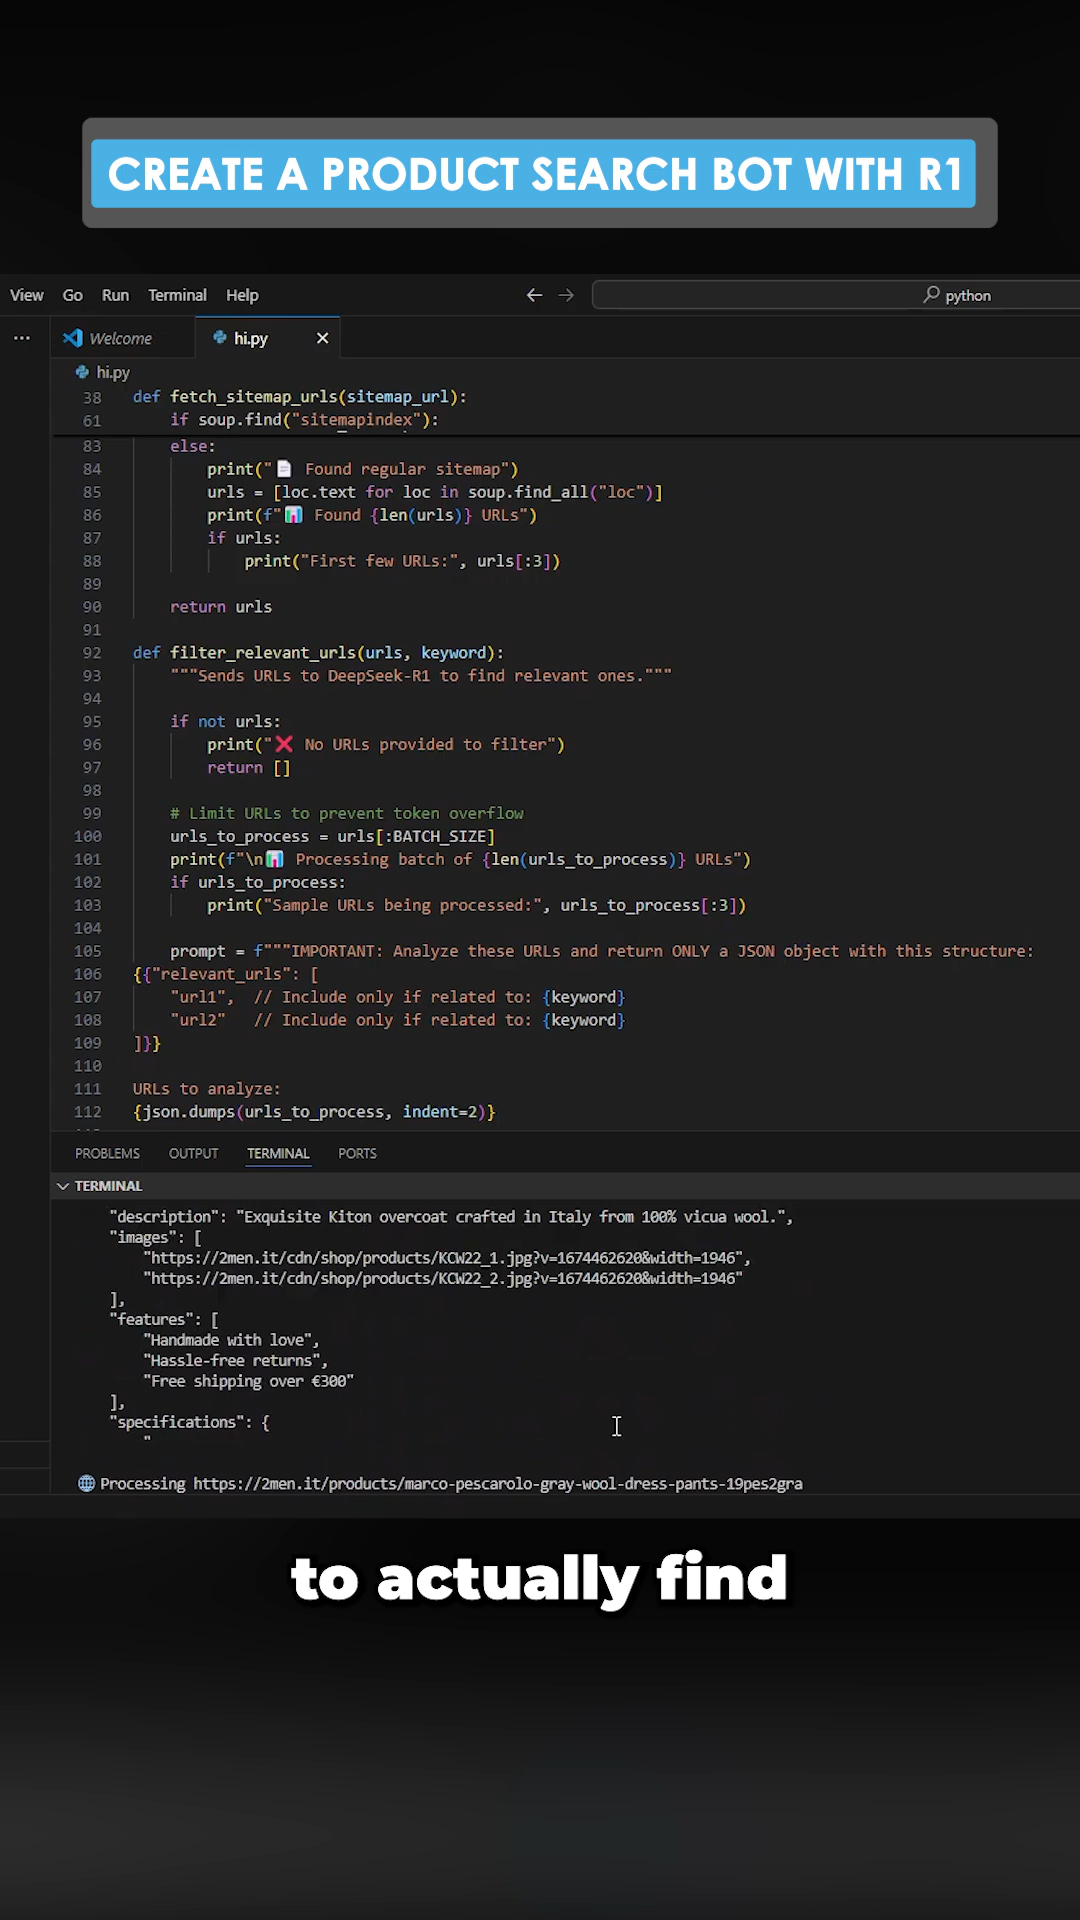 CREATE A PRODUCT SEARCH BOT WITH R1
View Go Run Terminal Help
python
Welcome
hi.py
hi.py
38 def fetch_sitemap_urls(sitemap_url):
61 if soup.find("sitemapindex"):
83 else:
84 print("📄 Found regular sitemap")
85 urls = [loc.text for loc in soup.find_all("loc")]
86 print(f"📊 Found {len(urls)} URLs")
87 if urls:
88 print("First few URLs:", urls[:3])
89
90 return urls
91
92 def filter_relevant_urls(urls, keyword):
93 """Sends URLs to DeepSeek-R1 to find relevant ones."""
94
95 if not urls:
96 print("❌ No URLs provided to filter")
97 return []
98
99 # Limit URLs to prevent token overflow
100 urls_to_process = urls[:BATCH_SIZE]
101 print(f"\n📊 Processing batch of {len(urls_to_process)} URLs")
102 if urls_to_process:
103 print("Sample URLs being processed:", urls_to_process[:3])
104
105 prompt = f"""IMPORTANT: Analyze these URLs and return ONLY a JSON object with this structure:
106 {{"relevant_urls": [
107 "url1", // Include only if related to: {keyword}
108 "url2" // Include only if related to: {keyword}
109 ]}}
110
111 URLs to analyze:
112 {json.dumps(urls_to_process, indent=2)}
PROBLEMS OUTPUT TERMINAL PORTS
TERMINAL
"description": "Exquisite Kiton overcoat crafted in Italy from 100% vicua wool.",
"images": [
"https://2men.it/cdn/shop/products/KCW22_1.jpg?v=1674462620&width=1946",
"https://2men.it/cdn/shop/products/KCW22_2.jpg?v=1674462620&width=1946"
],
"features": [
"Handmade with love",
"Hassle-free returns",
"Free shipping over €300"
],
"specifications": {
"
🌐 Processing https://2men.it/products/marco-pescarolo-gray-wool-dress-pants-19pes2gra
to actually find